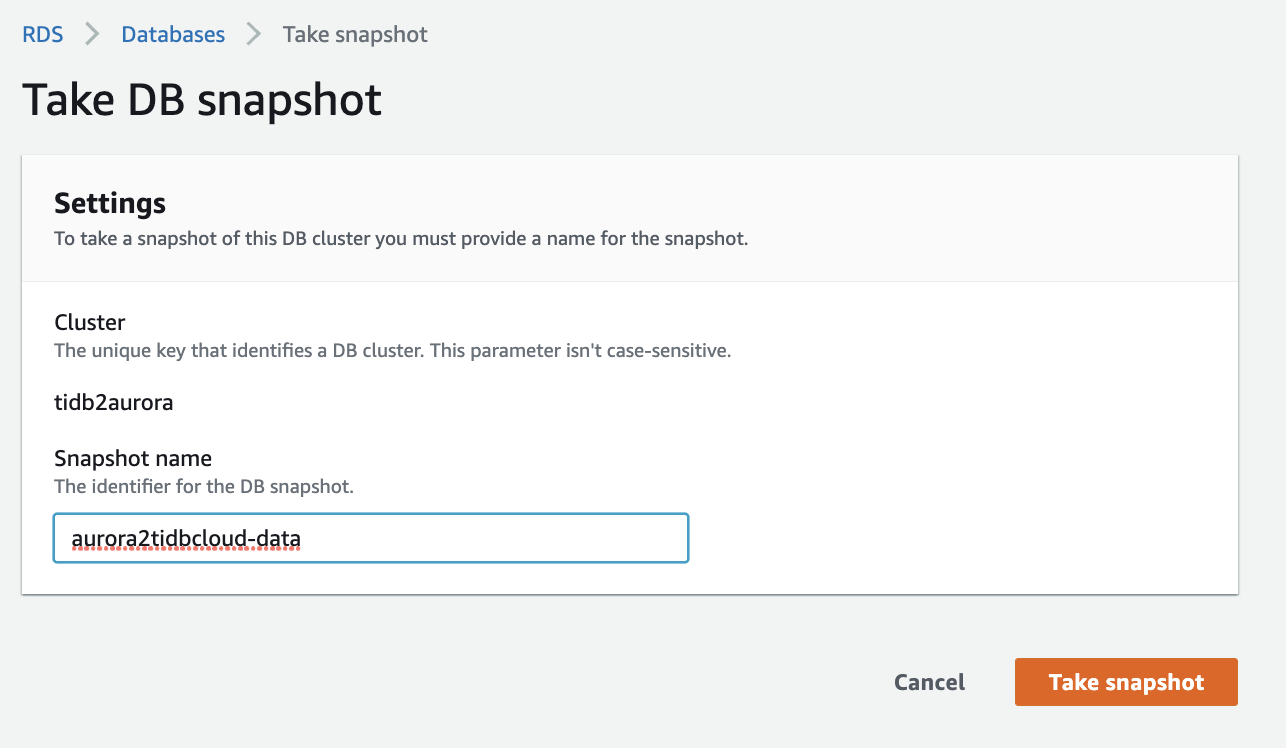 RDS > Databases > Take snapshot
Take DB snapshot
Settings
To take a snapshot of this DB cluster you must provide a name for the snapshot.
Cluster
The unique key that identifies a DB cluster. This parameter isn't case-sensitive.
tidb2aurora
Snapshot name
The identifier for the DB snapshot.
aurora2tidbcloud-data
Cancel Take snapshot